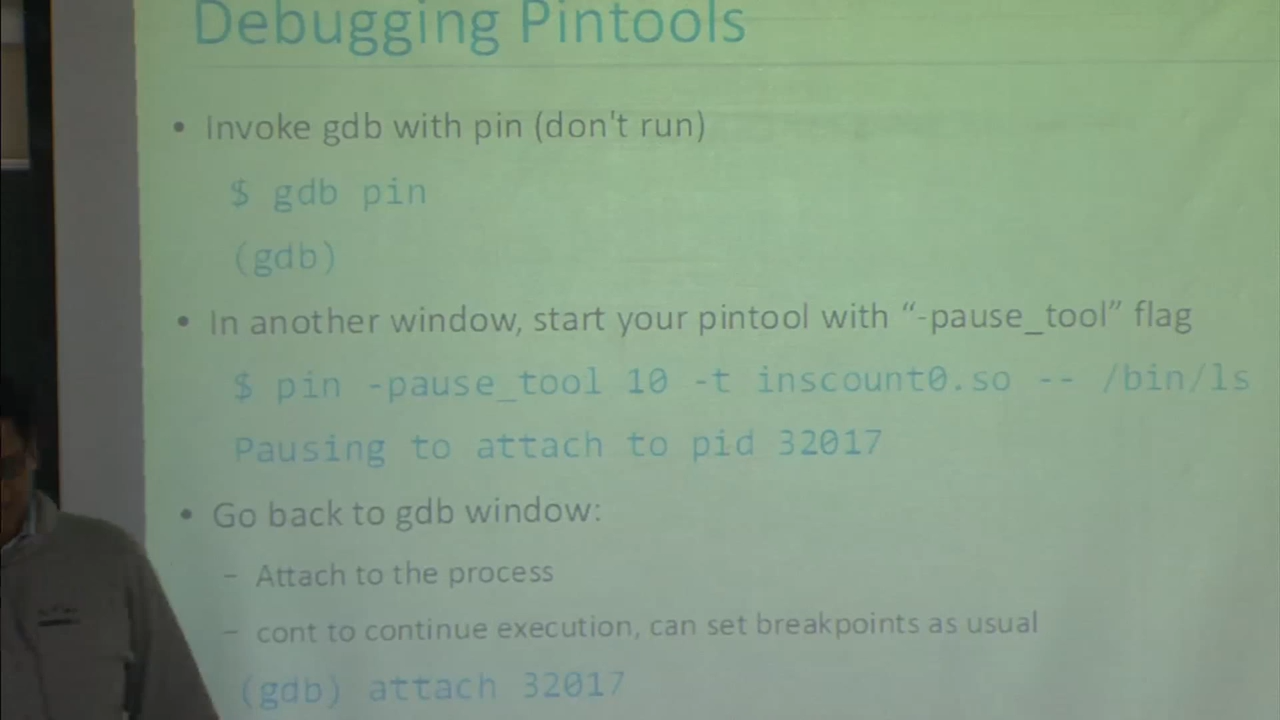 Debugging Pintools
• Invoke gdb with pin (don't run)
$ gdb pin
(gdb)
• In another window, start your pintool with “-pause_tool” flag
$ pin -pause_tool 10 -t inscount0.so -- /bin/ls
Pausing to attach to pid 32017
• Go back to gdb window:
– Attach to the process
– cont to continue execution, can set breakpoints as usual
(gdb) attach 32017